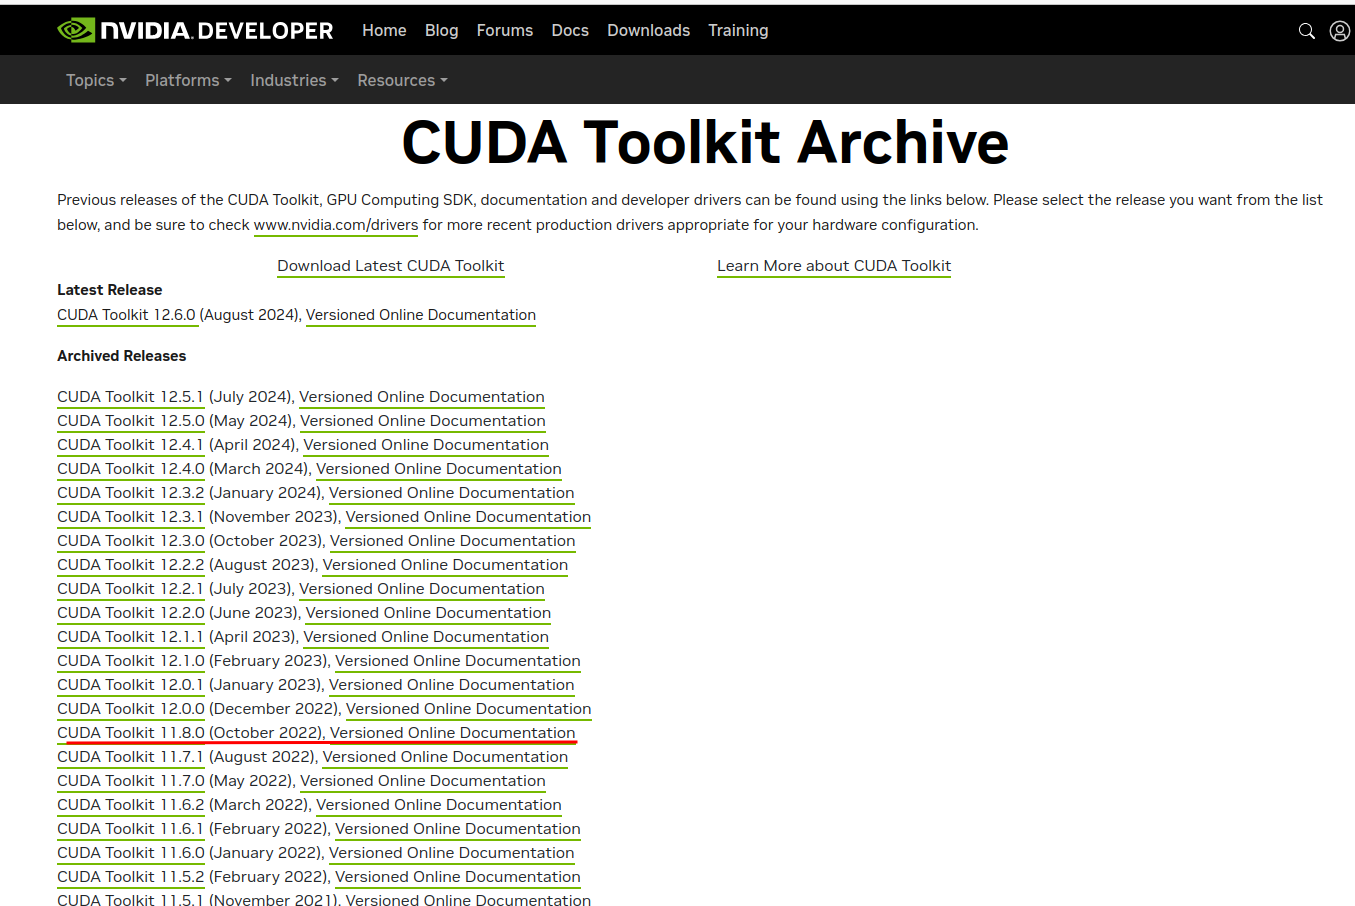 NVIDIA. DEVELOPER Home Blog Forums Docs Downloads Training
Topics Platforms Industries Resources
CUDA Toolkit Archive
Previous releases of the CUDA Toolkit, GPU Computing SDK, documentation and developer drivers can be found using the links below. Please select the release you want from the list
below, and be sure to check www.nvidia.com/drivers for more recent production drivers appropriate for your hardware configuration.
Download Latest CUDA Toolkit Learn More about CUDA Toolkit
Latest Release
CUDA Toolkit 12.6.0 (August 2024), Versioned Online Documentation
Archived Releases
CUDA Toolkit 12.5.1 (July 2024), Versioned Online Documentation
CUDA Toolkit 12.5.0 (May 2024), Versioned Online Documentation
CUDA Toolkit 12.4.1 (April 2024), Versioned Online Documentation
CUDA Toolkit 12.4.0 (March 2024), Versioned Online Documentation
CUDA Toolkit 12.3.2 (January 2024), Versioned Online Documentation
CUDA Toolkit 12.3.1 (November 2023), Versioned Online Documentation
CUDA Toolkit 12.3.0 (October 2023), Versioned Online Documentation
CUDA Toolkit 12.2.2 (August 2023), Versioned Online Documentation
CUDA Toolkit 12.2.1 (July 2023), Versioned Online Documentation
CUDA Toolkit 12.2.0 (June 2023), Versioned Online Documentation
CUDA Toolkit 12.1.1 (April 2023), Versioned Online Documentation
CUDA Toolkit 12.1.0 (February 2023), Versioned Online Documentation
CUDA Toolkit 12.0.1 (January 2023), Versioned Online Documentation
CUDA Toolkit 12.0.0 (December 2022), Versioned Online Documentation
CUDA Toolkit 11.8.0 (October 2022), Versioned Online Documentation
CUDA Toolkit 11.7.1 (August 2022), Versioned Online Documentation
CUDA Toolkit 11.7.0 (May 2022), Versioned Online Documentation
CUDA Toolkit 11.6.2 (March 2022), Versioned Online Documentation
CUDA Toolkit 11.6.1 (February 2022), Versioned Online Documentation
CUDA Toolkit 11.6.0 (January 2022), Versioned Online Documentation
CUDA Toolkit 11.5.2 (February 2022), Versioned Online Documentation
CUDA Toolkit 11.5.1 (November 2021), Versioned Online Documentation